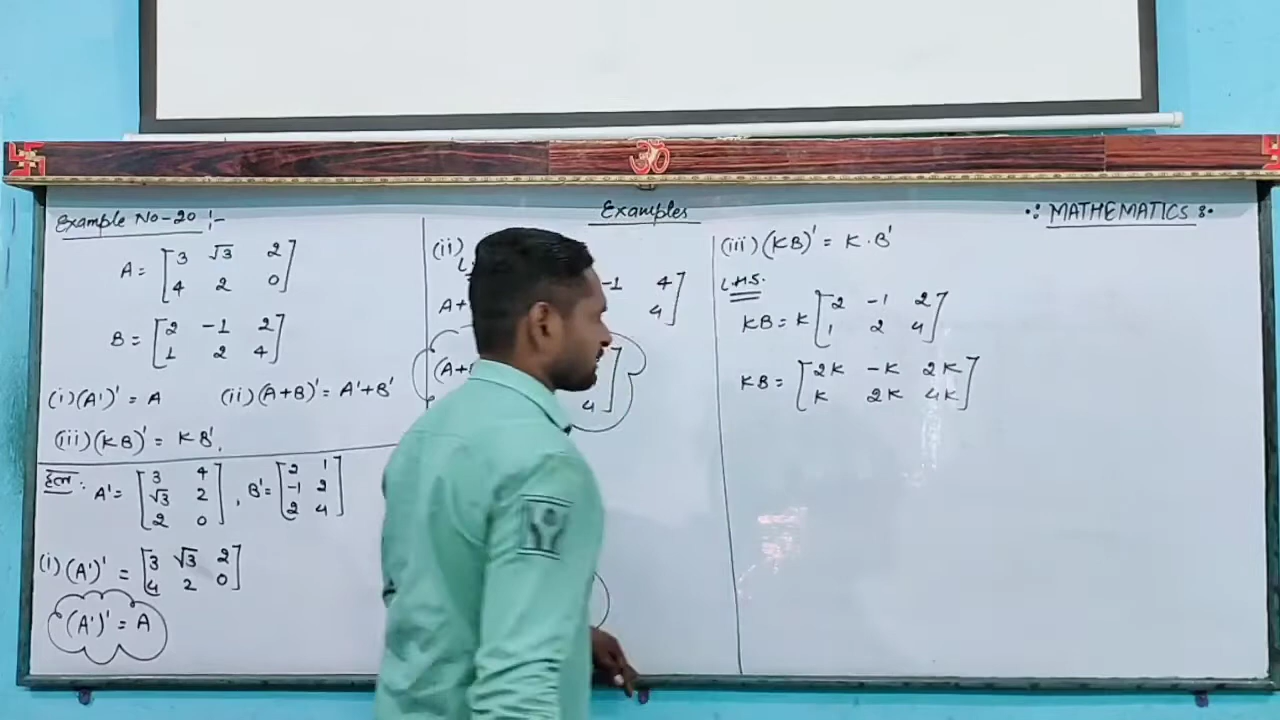 ॐ
Examples
.: MATHEMATICS :.
Example No-20 :-
A = [3 √3 2
4 2 0]
B = [2 -1 2
1 2 4]
(i) (A')' = A (ii) (A+B)' = A'+B'
(iii) (KB)' = KB'.
हल :
A' = [3 4
√3 2
2 0]
, B' = [2 1
-1 2
2 4]
(i) (A')' = [3 √3 2
4 2 0]
(A')' = A
(ii)
A+
-1 4
4]
(A+
4]
(iii) (KB)' = K.B'
L.H.S.
KB = K [2 -1 2
1 2 4]
KB = [2K -K 2K
K 2K 4K]